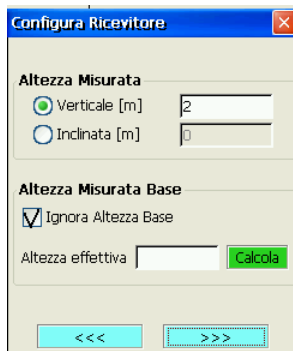 Configura Ricevitore
Altezza Misurata
Verticale [m] 2
Inclinata [m] 0
Altezza Misurata Base
Ignora Altezza Base
Altezza effettiva Calcola
<<< >>>